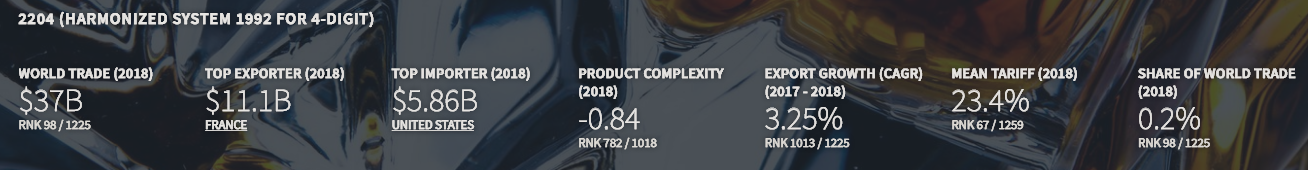 2204 (HARMONIZED SYSTEM 1992 FOR 4-DIGIT)
WORLD TRADE (2018)
$37B
RNK 98 / 1225
TOP EXPORTER (2018)
$11.1B
FRANCE
TOP IMPORTER (2018)
$5.86B
UNITED STATES
PRODUCT COMPLEXITY
(2018)
-0.84
RNK 782 / 1018
EXPORT GROWTH (CAGR)
(2017 - 2018)
3.25%
RNK 1013 / 1225
MEAN TARIFF (2018)
23.4%
RNK 67 / 1259
SHARE OF WORLD TRADE
(2018)
0.2%
RNK 98 / 1225